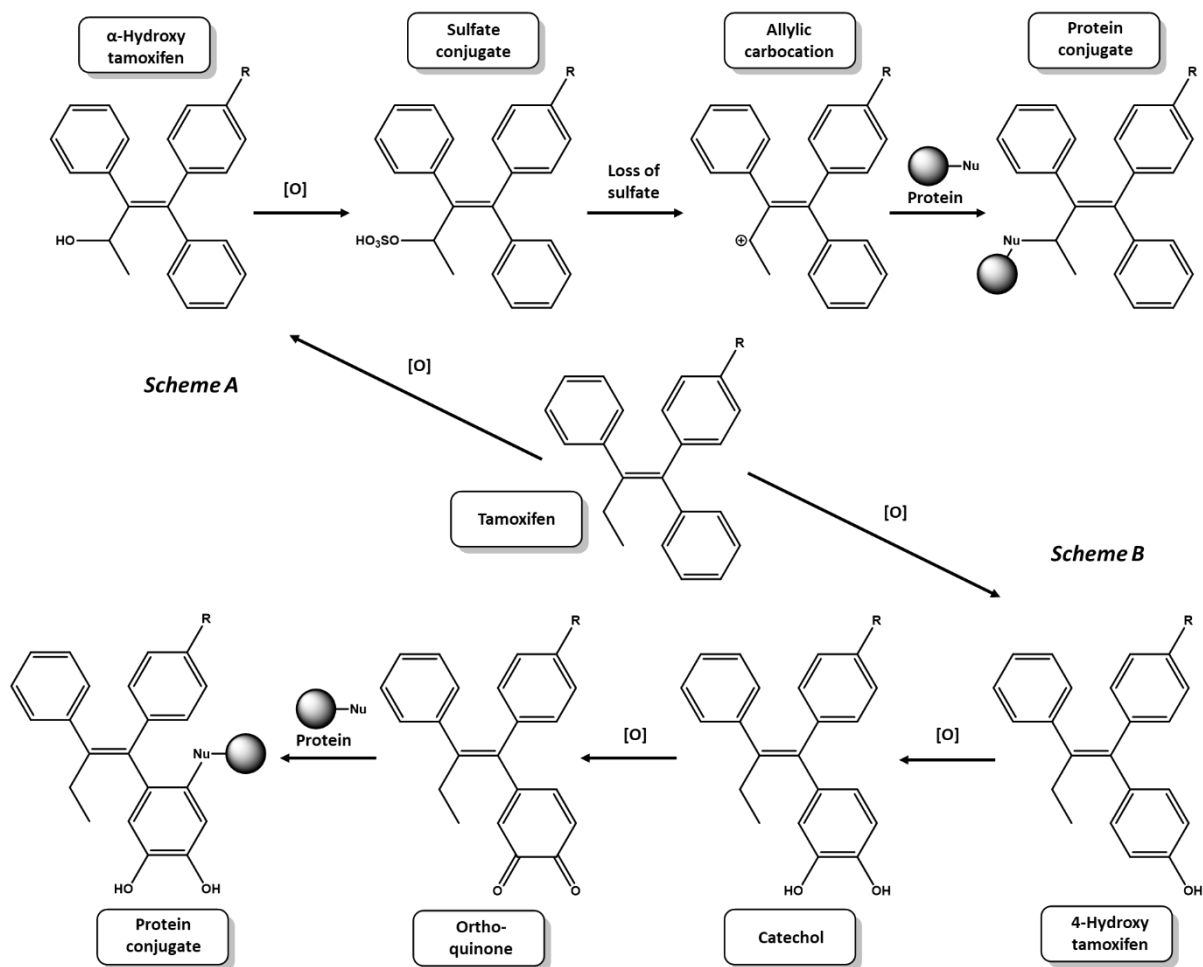 α-Hydroxy
tamoxifen
Sulfate
conjugate
Allylic
carbocation
Protein
conjugate
R
R
R
R
HO
[O]
HO₃SO
Loss of
sulfate
⊕
Nu
Protein
Nu
Scheme A
[O]
R
Tamoxifen
[O]
Scheme B
R
Nu
HO
OH
Nu
Protein
R
O
O
[O]
R
HO
OH
[O]
R
OH
Protein
conjugate
Ortho-
quinone
Catechol
4-Hydroxy
tamoxifen